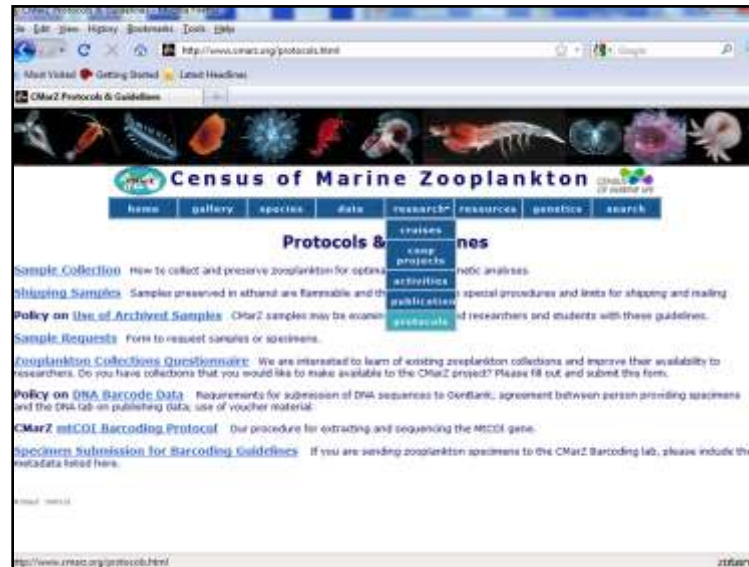 CMarZ Protocols & Guidelines - Mozilla Firefox
File Edit View History Bookmarks Tools Help
http://www.cmarz.org/protocols.html
Google
Most Visited Getting Started Latest Headlines
CMarZ Protocols & Guidelines
Census of Marine Zooplankton
home gallery species data research resources genetics search
cruises
coop
projects
activities
publication
protocols
Protocols & nes
Sample Collection How to collect and preserve zooplankton for optima netic analyses.
Shipping Samples Samples preserved in ethanol are flammable and th special procedures and limits for shipping and mailing
Policy on Use of Archived Samples CMarZ samples may be examin d researchers and students with these guidelines.
Sample Requests Form to request samples or specimens.
Zooplankton Collections Questionnaire We are interested to learn of existing zooplankton collections and improve their availability to
researchers. Do you have collections that you would like to make available to the CMarZ project? Please fill out and submit this form.
Policy on DNA Barcode Data Requirements for submission of DNA sequences to GenBank; agreement between person providing specimens
and the DNA lab on publishing data; use of voucher material.
CMarZ mtCOI Barcoding Protocol Our procedure for extracting and sequencing the MtCOI gene.
Specimen Submission for Barcoding Guidelines If you are sending zooplankton specimens to the CMarZ Barcoding lab, please include the
metadata listed here.
http://www.cmarz.org/protocols.html